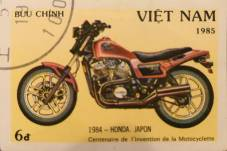 BƯU CHÍNH
VIỆT NAM
1985
6đ
1984 - HONDA. JAPON
Centenaire de l'Invention de la Motocyclette